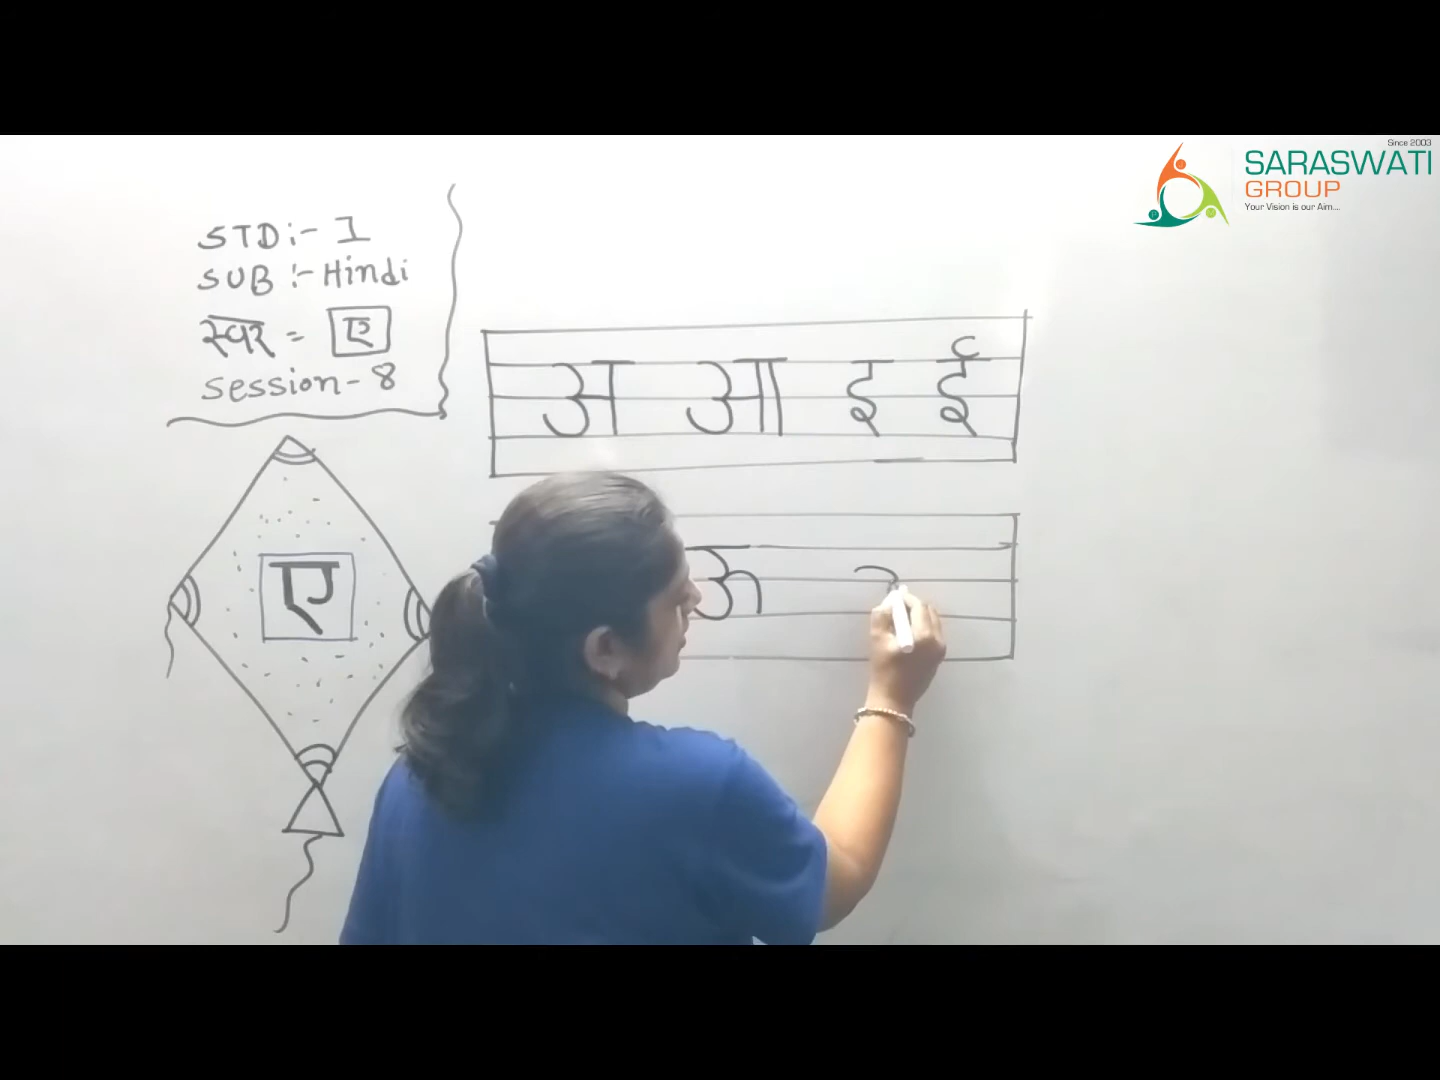 Since 2003
SARASWATI
GROUP
Your Vision is our Aim....
STD :- I
SUB :- Hindi
स्वर = ए
Session - 8
अ आ इ ई
ए